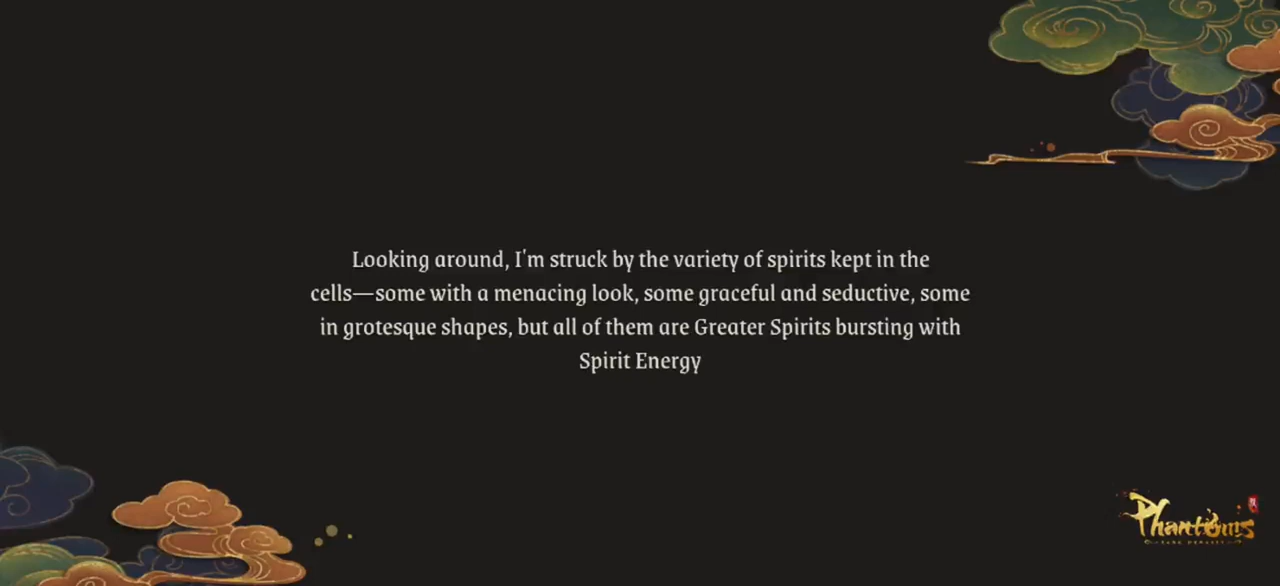 Looking around, I'm struck by the variety of spirits kept in the
cells—some with a menacing look, some graceful and seductive, some
in grotesque shapes, but all of them are Greater Spirits bursting with
Spirit Energy
Phantoms